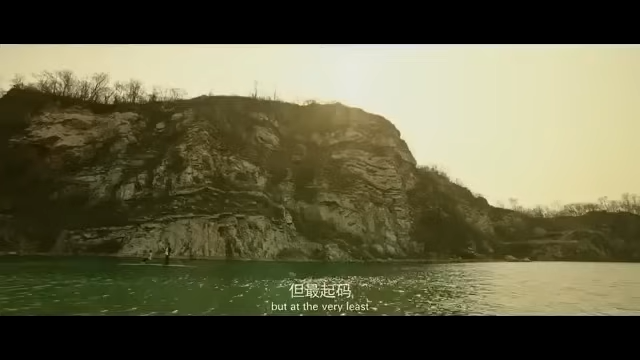 但最起码
but at the very least